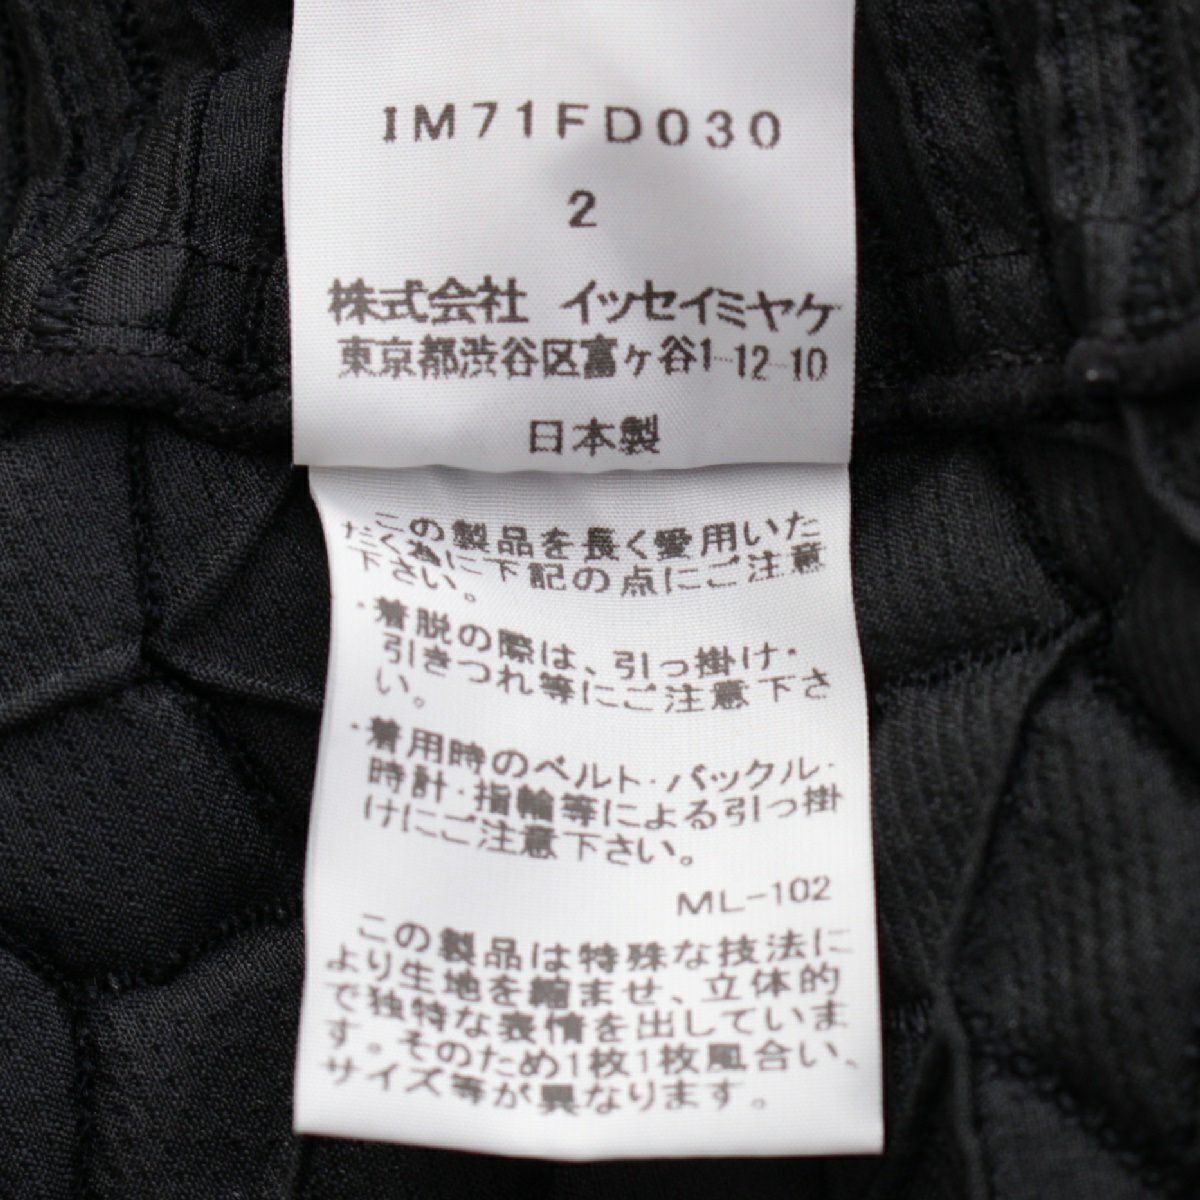 IM71FD030
2
株式会社 イッセイミヤケ
東京都渋谷区富ヶ谷1-12-10
日本製
この製品を長く愛用いた
だく為に下記の点にご注意
下さい。
・着脱の際は、引っ掛け・
引きつれ等にご注意下さ
い。
・着用時のベルト・バックル・
時計・指輪等による引っ掛
けにご注意下さい。
ML-102
この製品は特殊な技法に
より生地を縮ませ、立体的
で独特な表情を出していま
す。そのため1枚1枚風合い、
サイズ等が異なります。